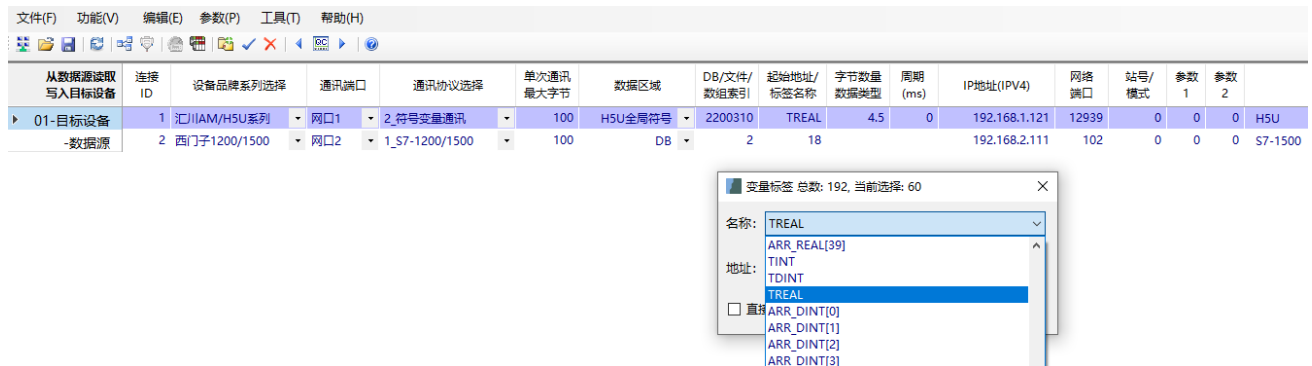 文件(F) 功能(V) 编辑(E) 参数(P) 工具(T) 帮助(H)
从数据源读取 写入目标设备 连接ID 设备品牌系列选择 通讯端口 通讯协议选择 单次通讯最大字节 数据区域 DB/文件/数组索引 起始地址/标签名称 字节数量数据类型 周期(ms) IP地址(IPV4) 网络端口 站号/模式 参数1 参数2
01-目标设备 1 汇川AM/H5U系列 网口1 2_符号变量通讯 100 H5U全局符号 2200310 TREAL 4.5 0 192.168.1.121 12939 0 0 0 H5U
-数据源 2 西门子1200/1500 网口2 1_S7-1200/1500 100 DB 2 18 192.168.2.111 102 0 0 0 S7-1500
变量标签 总数: 192, 当前选择: 60
名称: TREAL
ARR_REAL[39]
TINT
地址:
TDINT
TREAL
直接
ARR_DINT[0]
ARR_DINT[1]
ARR_DINT[2]
ARR_DINT[3]